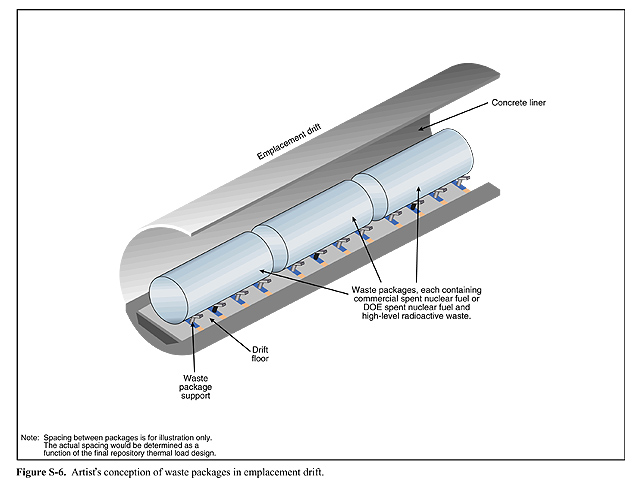 Concrete liner
Emplacement drift
Waste packages, each containing
commercial spent nuclear fuel or
DOE spent nuclear fuel and
high-level radioactive waste.
Drift
floor
Waste
package
support
Note: Spacing between packages is for illustration only.
The actual spacing would be determined as a
function of the final repository thermal load design.
Figure S-6. Artist's conception of waste packages in emplacement drift.